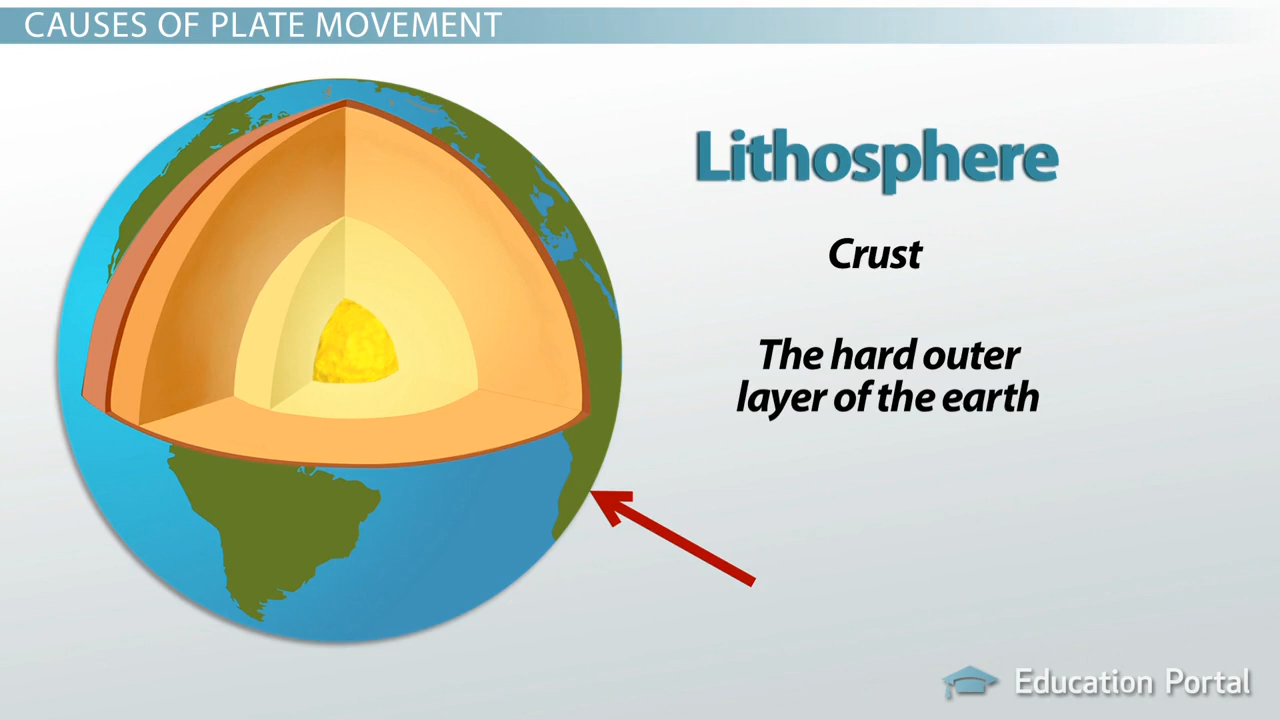 CAUSES OF PLATE MOVEMENT
Lithosphere
Crust
The hard outer
layer of the earth
Education Portal